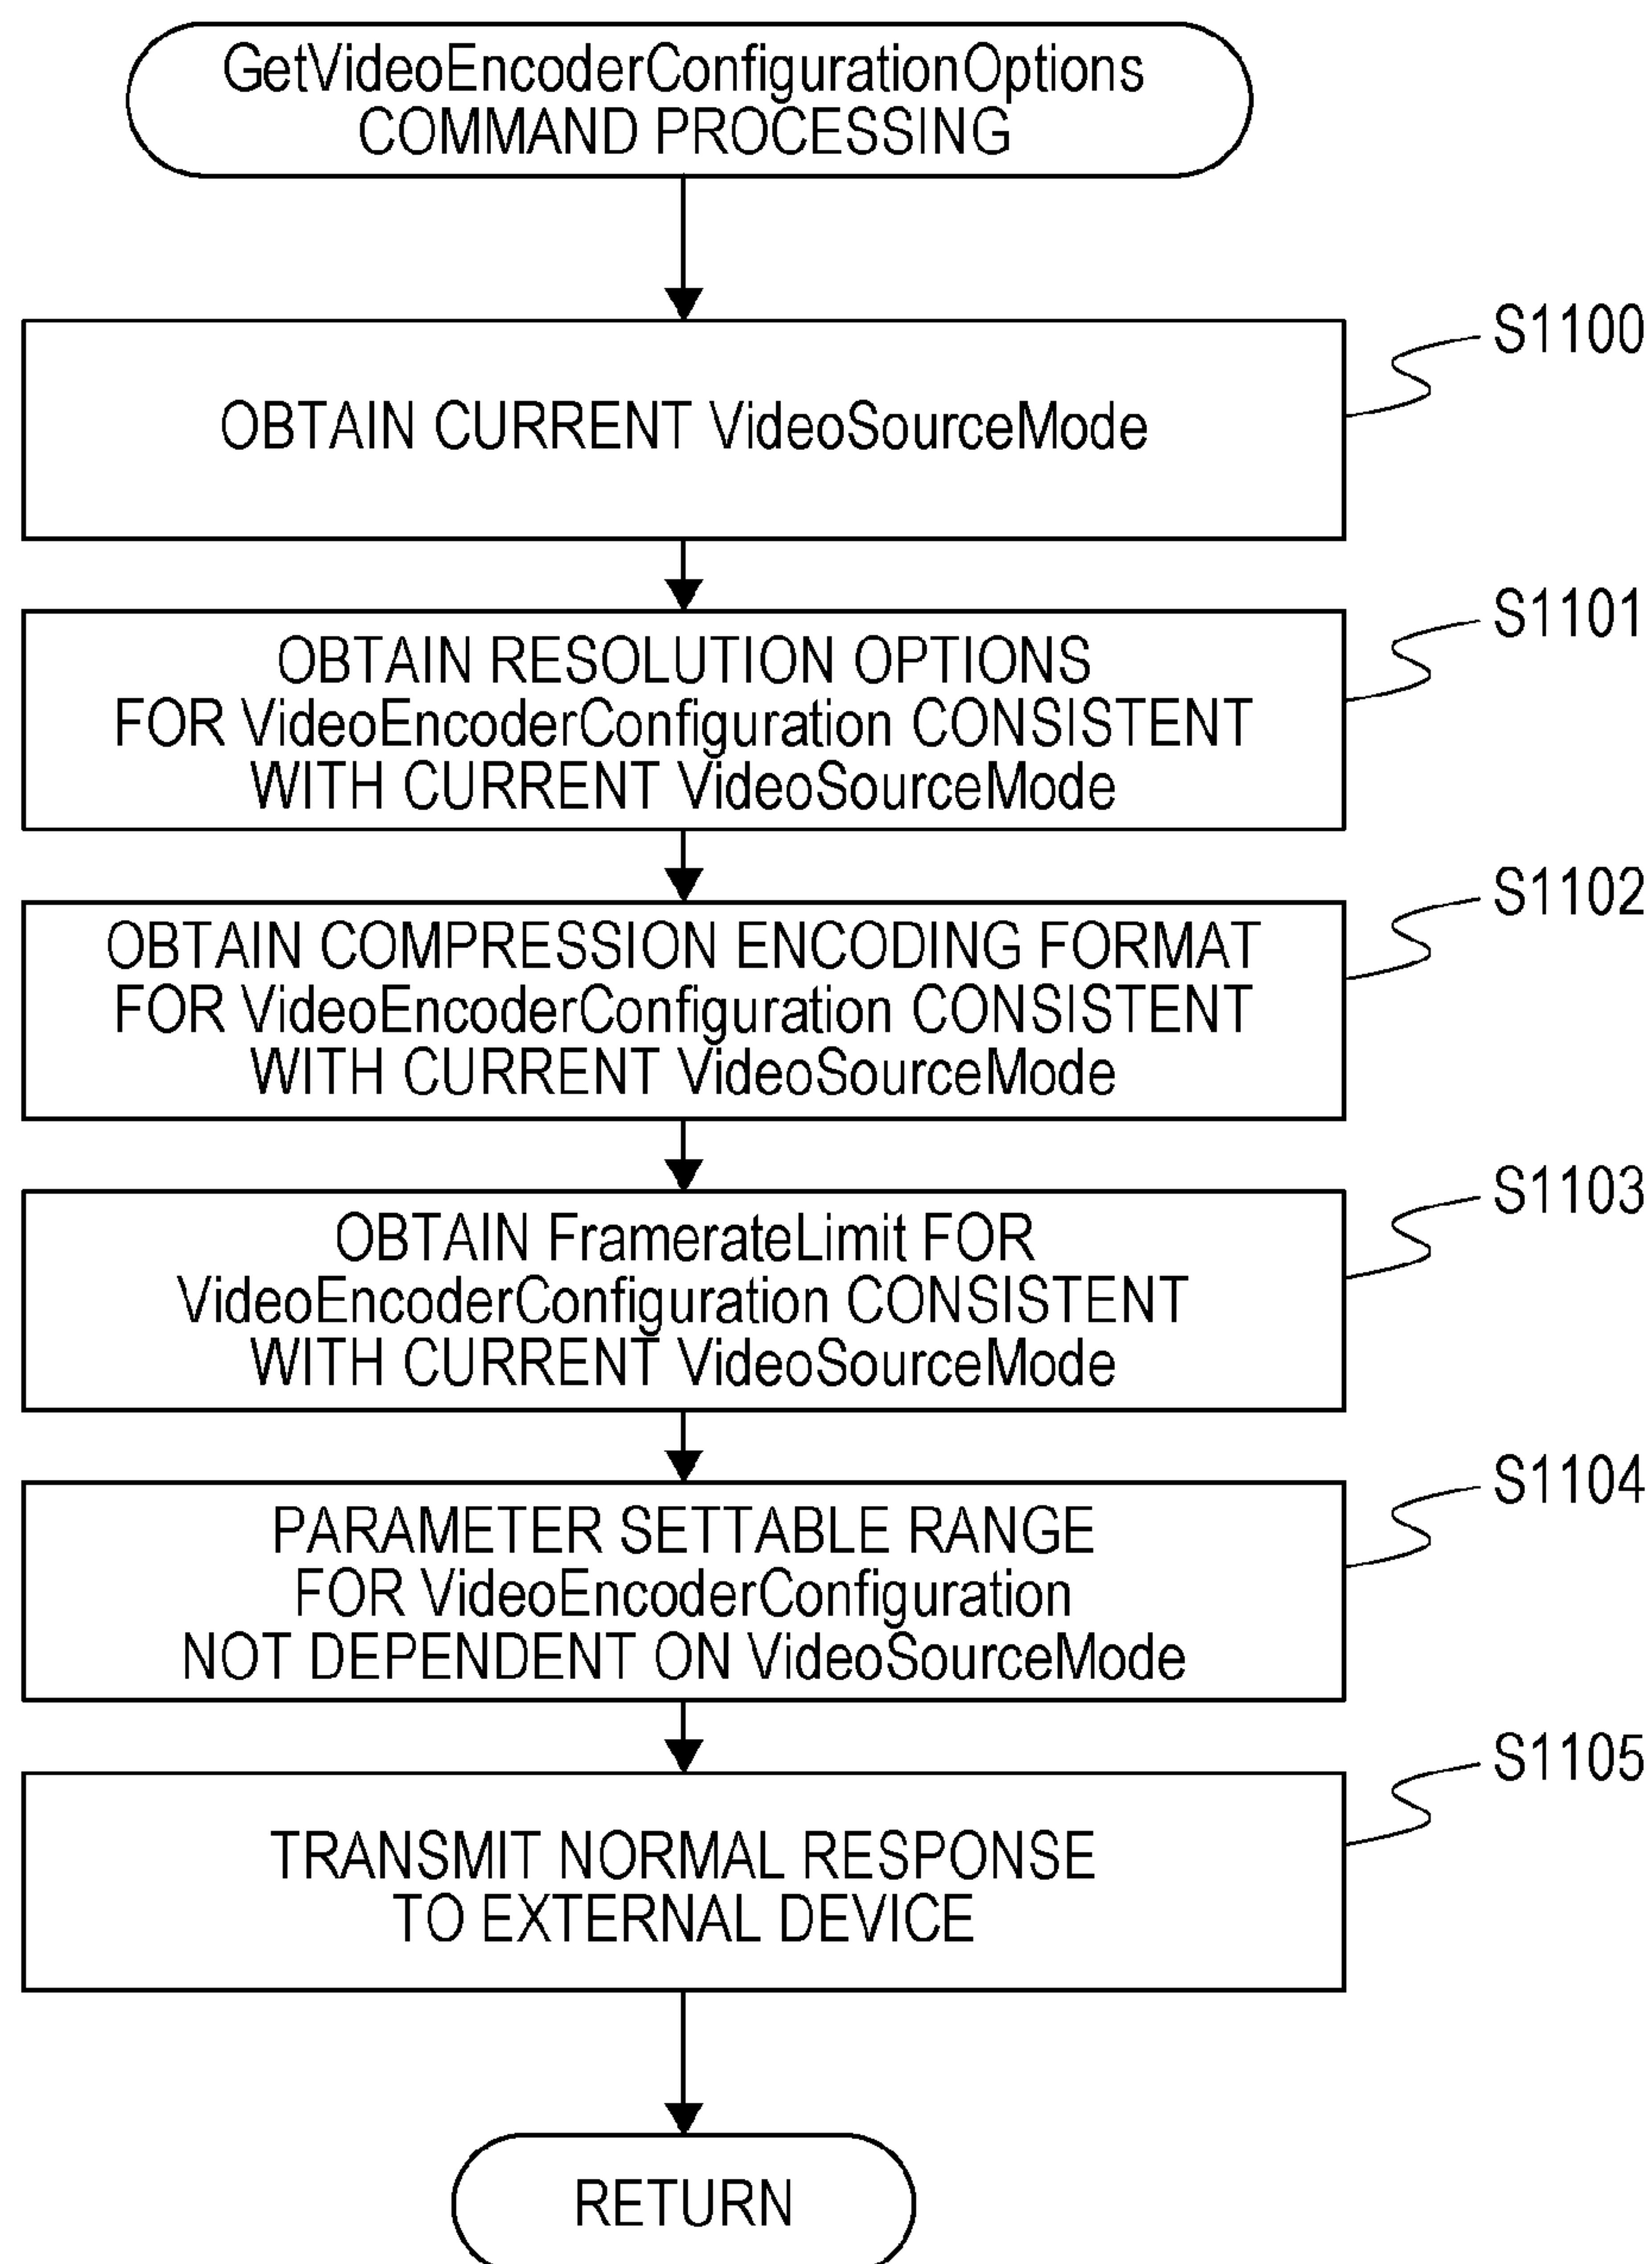 GetVideoEncoderConfigurationOptions
COMMAND PROCESSING
S1100
OBTAIN CURRENT VideoSourceMode
S1101
OBTAIN RESOLUTION OPTIONS
FOR VideoEncoderConfiguration CONSISTENT
WITH CURRENT VideoSourceMode
S1102
OBTAIN COMPRESSION ENCODING FORMAT
FOR VideoEncoderConfiguration CONSISTENT
WITH CURRENT VideoSourceMode
S1103
OBTAIN FramerateLimit FOR
VideoEncoderConfiguration CONSISTENT
WITH CURRENT VideoSourceMode
S1104
PARAMETER SETTABLE RANGE
FOR VideoEncoderConfiguration
NOT DEPENDENT ON VideoSourceMode
S1105
TRANSMIT NORMAL RESPONSE
TO EXTERNAL DEVICE
RETURN